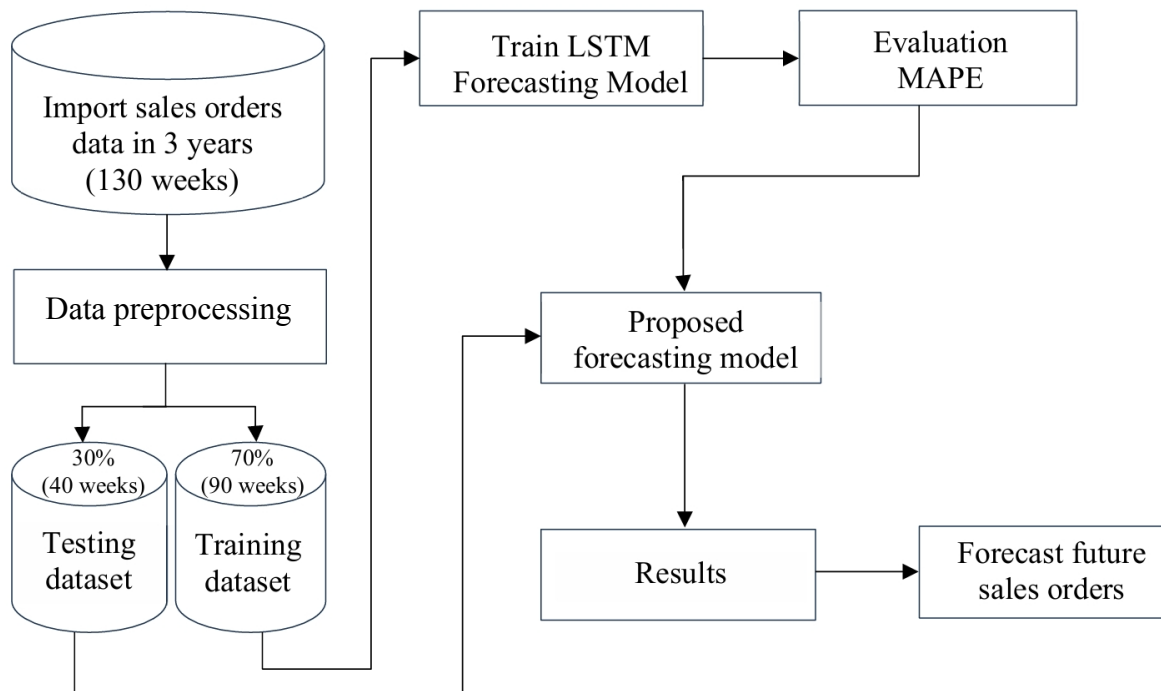 Import sales orders
data in 3 years
(130 weeks)
Data preprocessing
30%
(40 weeks)
Testing
dataset
70%
(90 weeks)
Training
dataset
Train LSTM
Forecasting Model
Evaluation
MAPE
Proposed
forecasting model
Results
Forecast future
sales orders